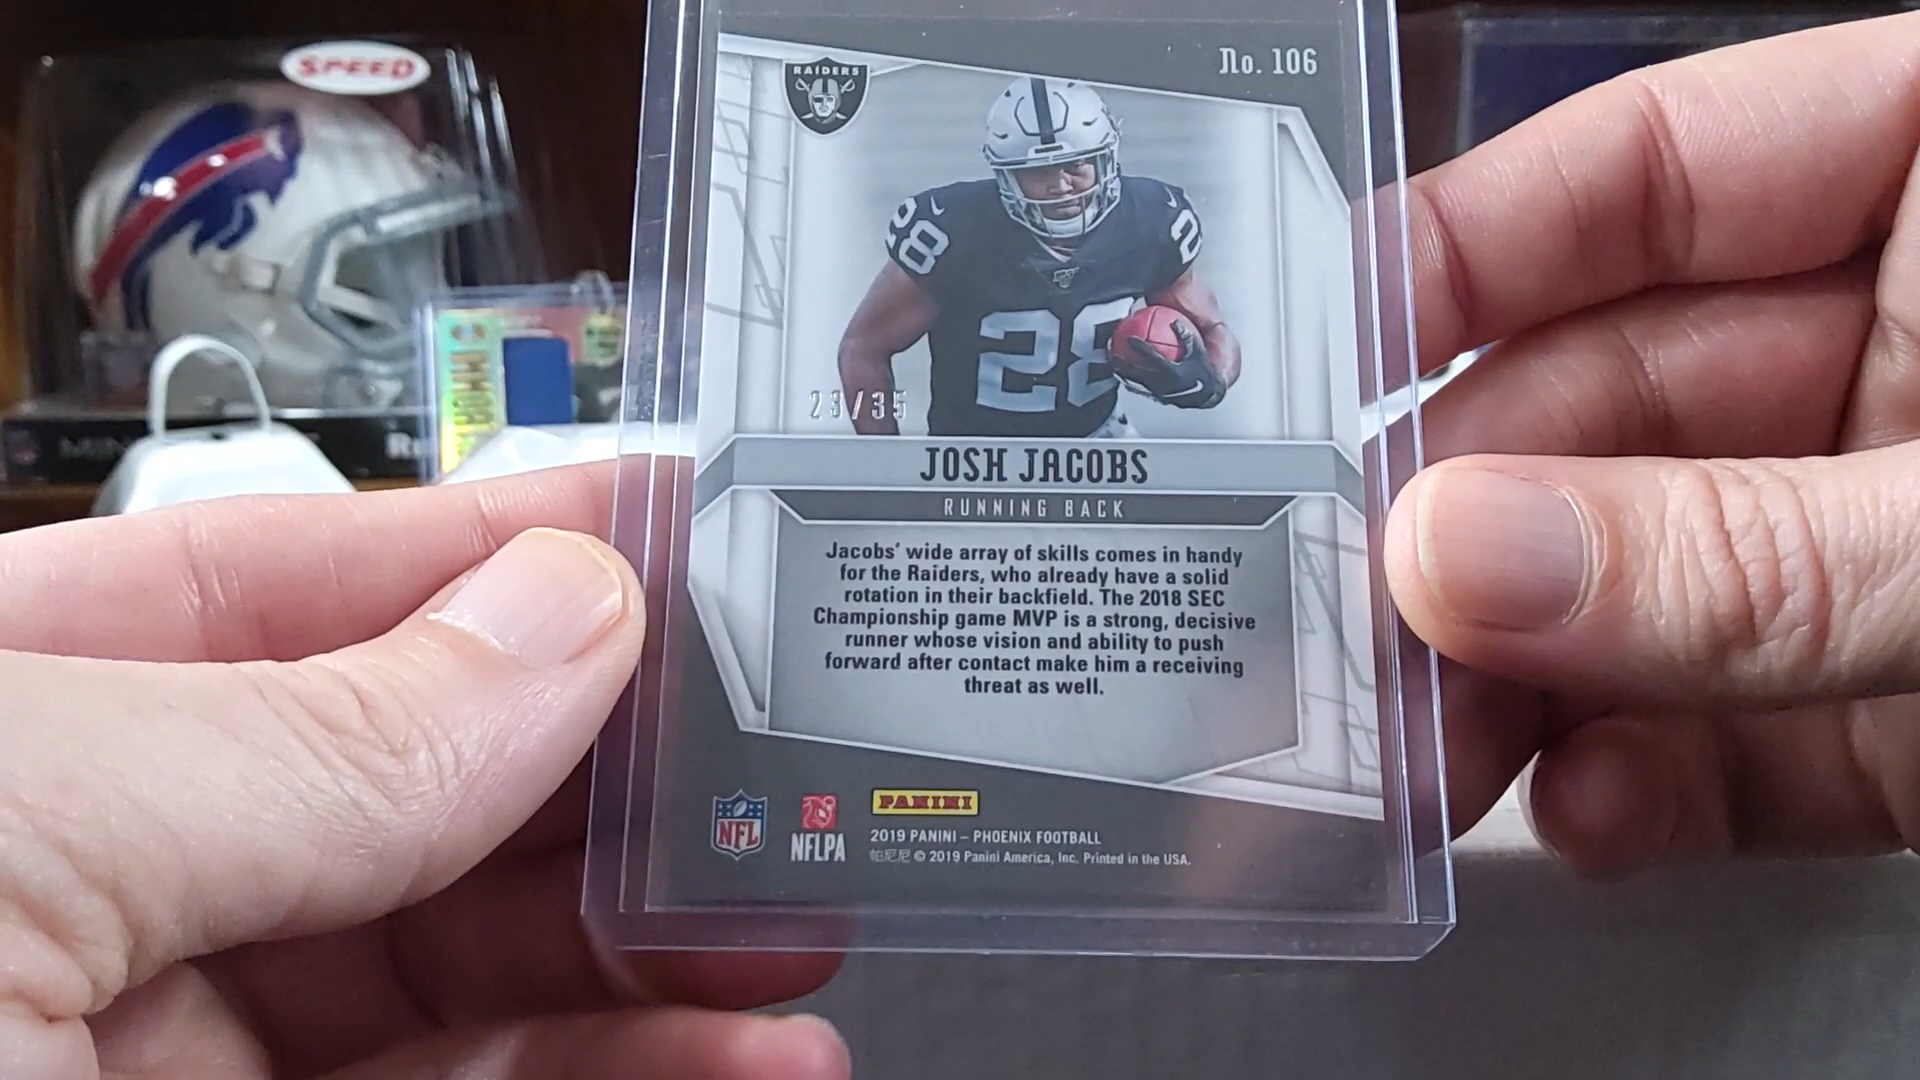 SPEED
RAIDERS
No. 106
28
2
28
23/35
JOSH JACOBS
RUNNING BACK
Jacobs' wide array of skills comes in handy
for the Raiders, who already have a solid
rotation in their backfield. The 2018 SEC
Championship game MVP is a strong, decisive
runner whose vision and ability to push
forward after contact make him a receiving
threat as well.
NFL
NFLPA
PANINI
2019 PANINI – PHOENIX FOOTBALL
帕尼尼 © 2019 Panini America, Inc. Printed in the USA.